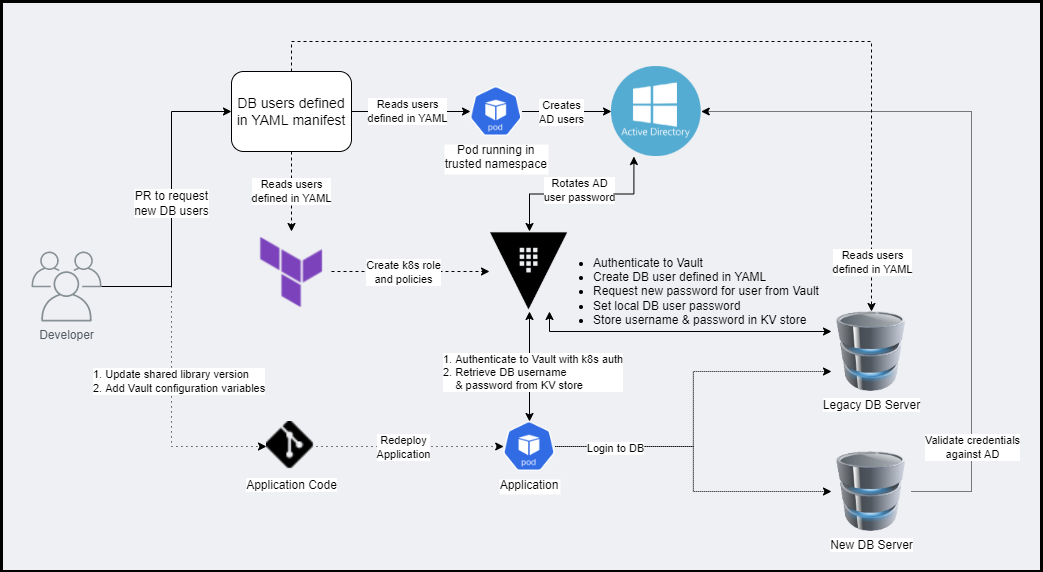 DB users defined
in YAML manifest
Reads users
defined in YAML
pod
Pod running in
trusted namespace
Creates
AD users
Active Directory
Reads users
defined in YAML
Rotates AD
user password
PR to request
new DB users
Developer
Create k8s role
and policies
Authenticate to Vault
Create DB user defined in YAML
Request new password for user from Vault
Set local DB user password
Store username & password in KV store
Reads users
defined in YAML
1. Update shared library version
2. Add Vault configuration variables
1. Authenticate to Vault with k8s auth
2. Retrieve DB username
& password from KV store
Legacy DB Server
Application Code
Redeploy
Application
pod
Application
Login to DB
Validate credentials
against AD
New DB Server